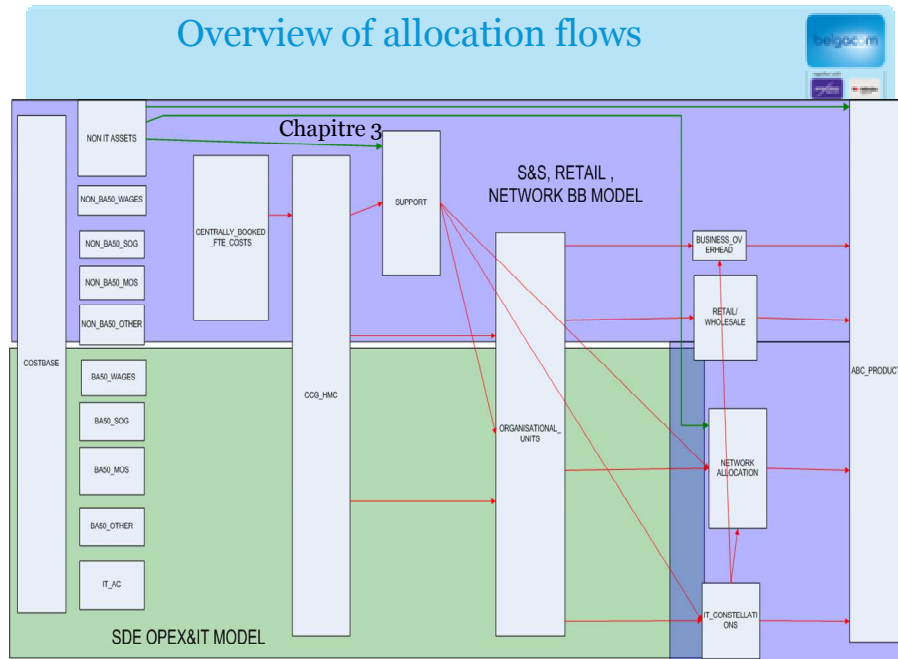 Overview of allocation flows
belgacom
NON IT ASSETS
Chapitre 3
SUPPORT
S&S, RETAIL ,
NETWORK BB MODEL
NON_BA50_WAGES
CENTRALLY_BOOKED
_FTE_COSTS
NON_BA50_SOG
BUSINESS_OV
ERHEAD
NON_BA50_MOS
RETAIL/
WHOLESALE
NON_BA50_OTHER
COSTBASE
BA50_WAGES
CCG_HMC
ABC_PRODUCT
BA50_SOG
ORGANISATIONAL_
UNITS
BA50_MOS
NETWORK
ALLOCATION
BA50_OTHER
IT_AC
IT_CONSTELLATI
ONS
SDE OPEX&IT MODEL